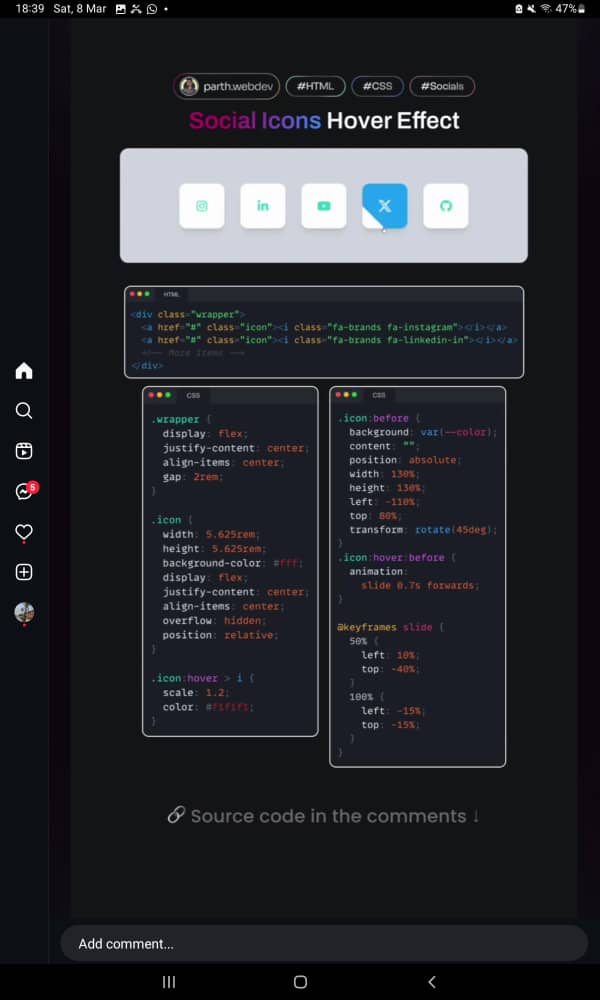 18:39 Sat, 8 Mar
47%
parth.webdev #HTML #CSS #Socials
Social Icons Hover Effect
HTML
<div class="wrapper">
<a href="#" class="icon"><i class="fa-brands fa-instagram"></i></a>
<a href="#" class="icon"><i class="fa-brands fa-linkedin-in"></i></a>
<!-- More items -->
</div>
CSS
.wrapper {
display: flex;
justify-content: center;
align-items: center;
gap: 2rem;
}
.icon {
width: 5.625rem;
height: 5.625rem;
background-color: #fff;
display: flex;
justify-content: center;
align-items: center;
overflow: hidden;
position: relative;
}
.icon:hover > i {
scale: 1.2;
color: #f1f1f1;
}
CSS
.icon:before {
background: var(--color);
content: "";
position: absolute;
width: 130%;
height: 130%;
left: -110%;
top: 80%;
transform: rotate(45deg);
}
.icon:hover:before {
animation:
slide 0.7s forwards;
}
@keyframes slide {
50% {
left: 10%;
top: -40%;
}
100% {
left: -15%;
top: -15%;
}
}
5
Source code in the comments ↓
Add comment...